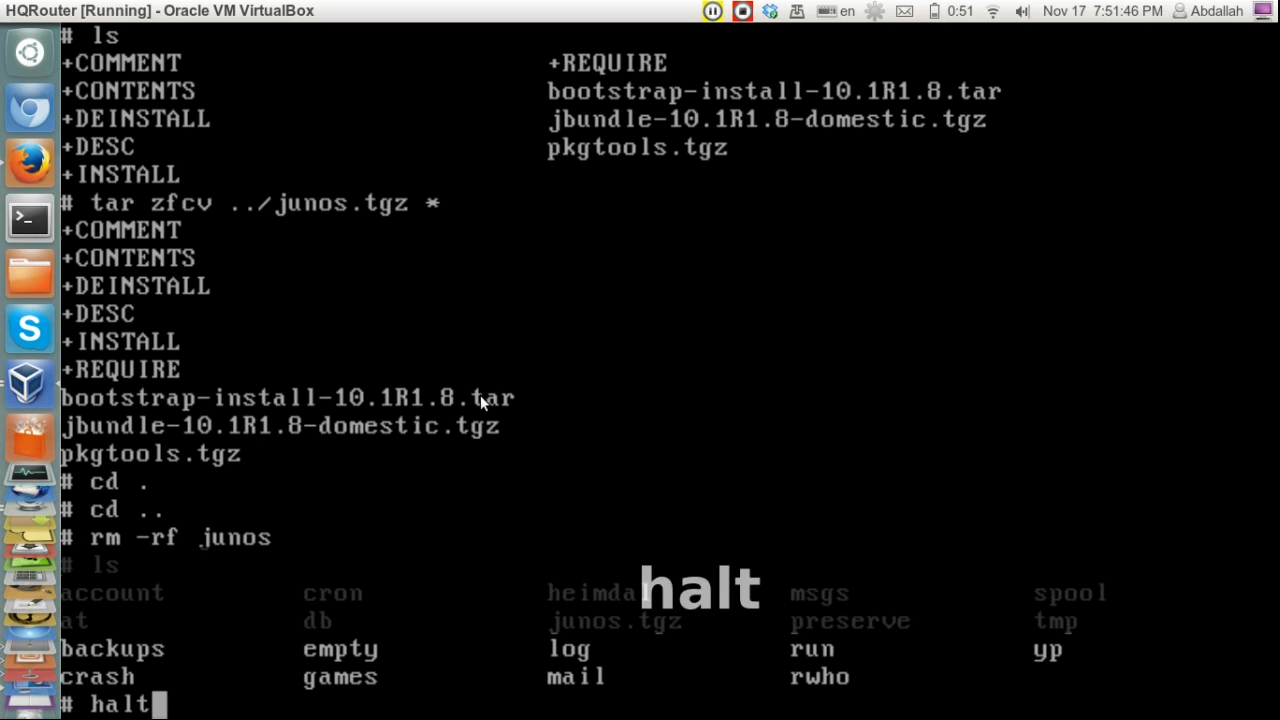 HQRouter [Running] - Oracle VM VirtualBox en 0:51 Nov 17 7:51:46 PM Abdallah
# ls
+COMMENT +REQUIRE
+CONTENTS bootstrap-install-10.1R1.8.tar
+DEINSTALL jbundle-10.1R1.8-domestic.tgz
+DESC pkgtools.tgz
+INSTALL
# tar zfcv ../junos.tgz *
+COMMENT
+CONTENTS
+DEINSTALL
+DESC
+INSTALL
+REQUIRE
bootstrap-install-10.1R1.8.tar
jbundle-10.1R1.8-domestic.tgz
pkgtools.tgz
# cd .
# cd ..
# rm -rf junos
# ls
account cron heimdal msgs spool
at db junos.tgz preserve tmp
backups empty log run yp
crash games mail rwho
# halt
halt